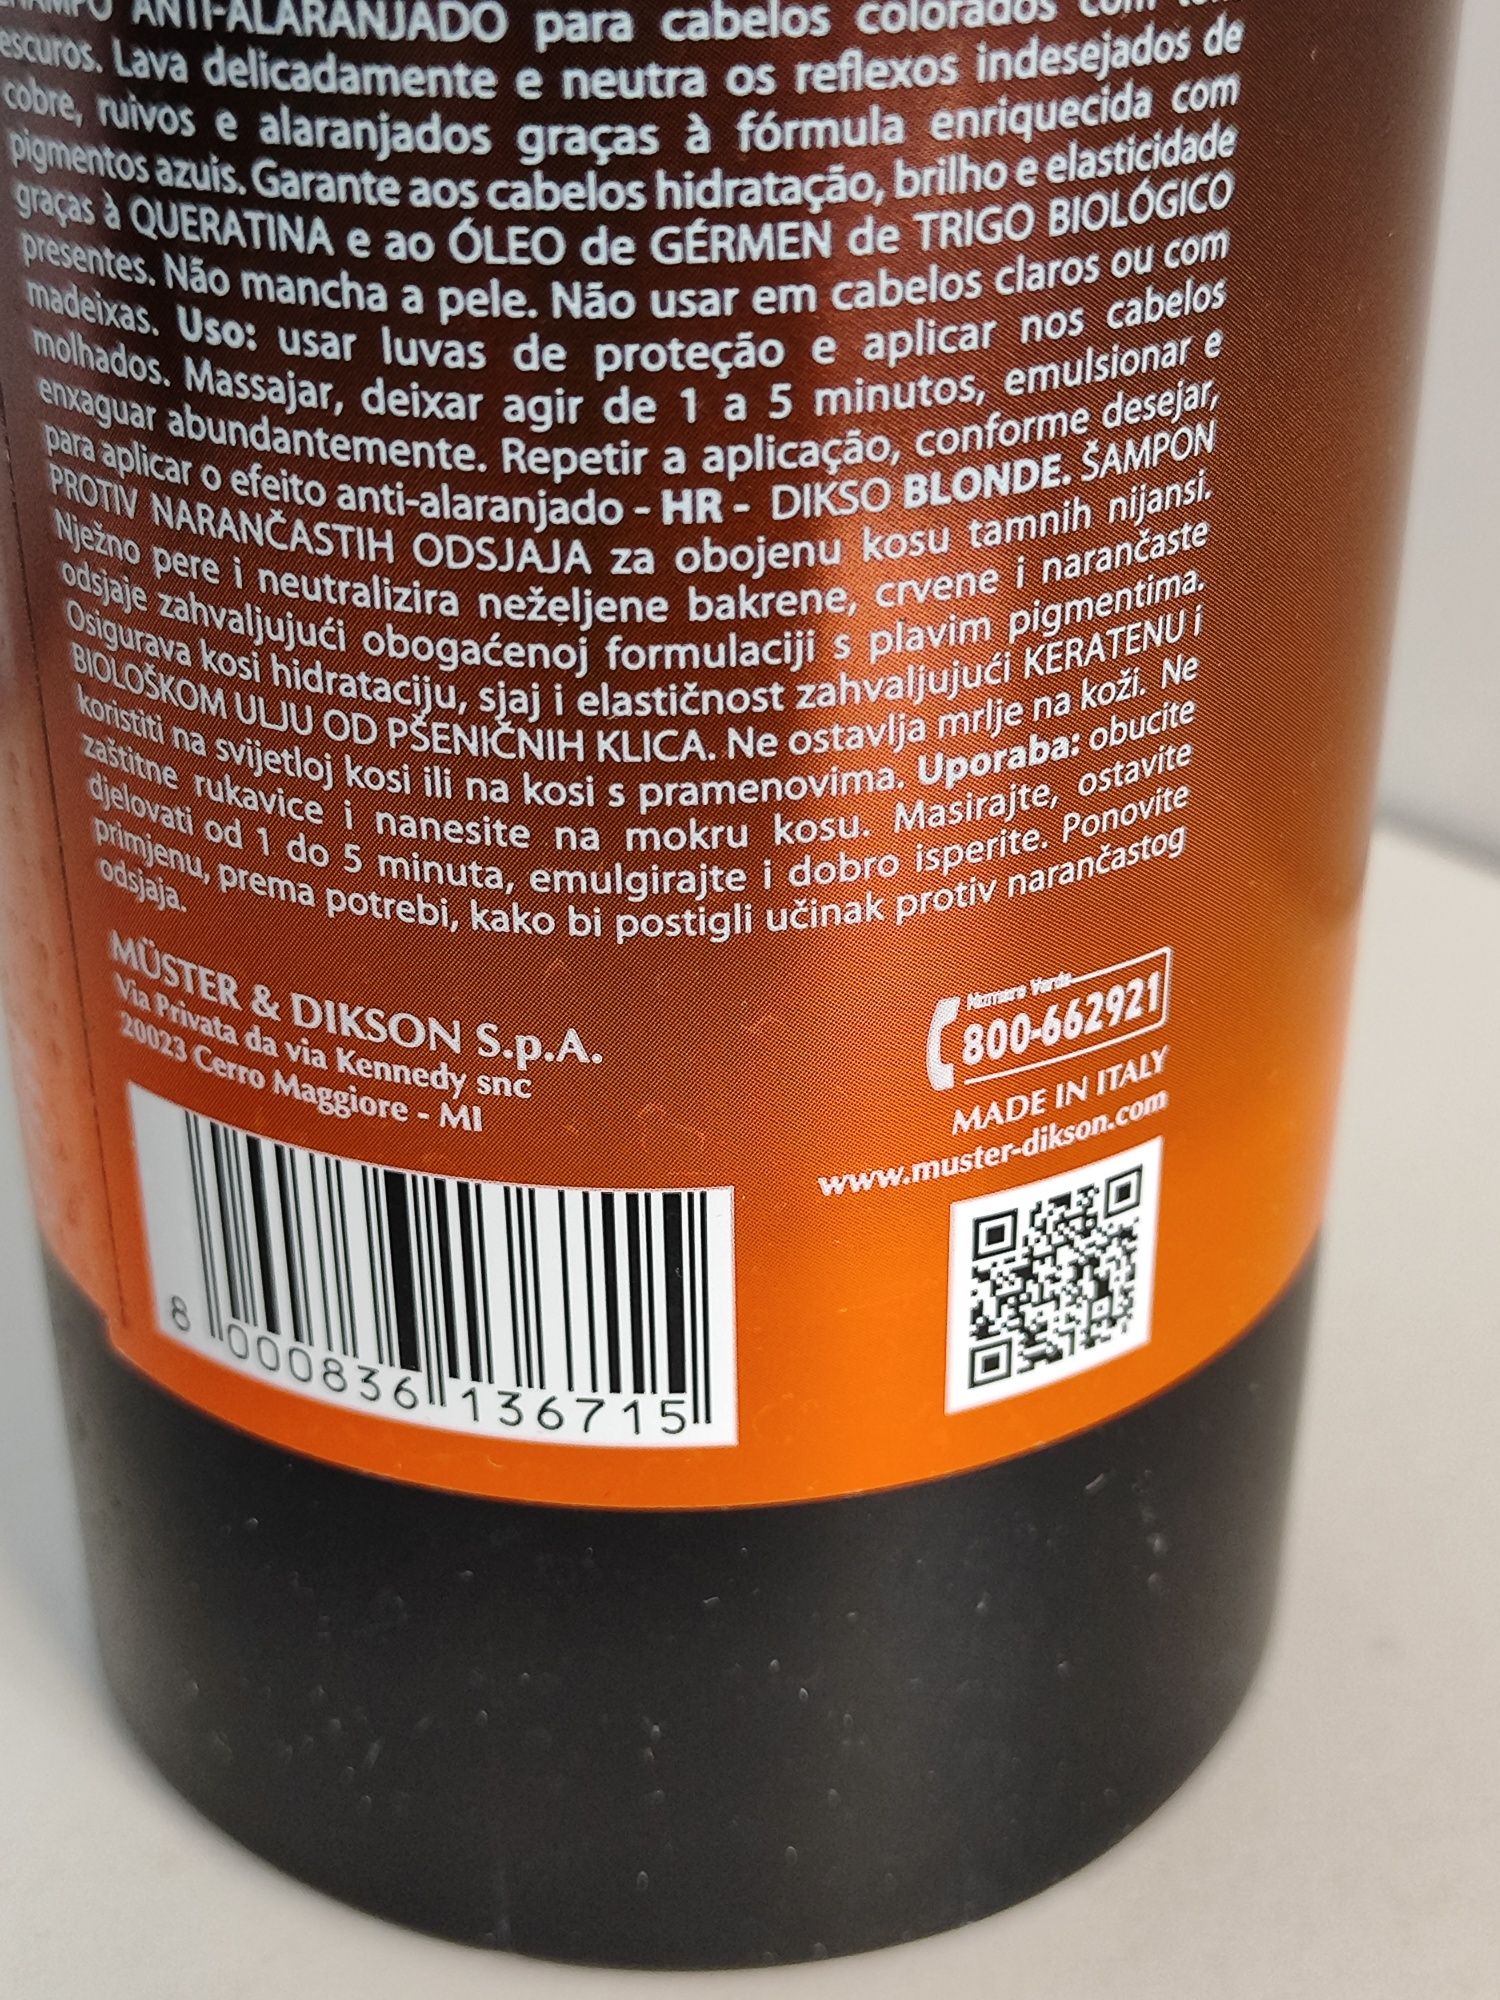 ANTI-ALARANJADO para cabelos colorados com
escuros. Lava delicadamente e neutra os reflexos indesejados de
cobre, ruivos e alaranjados graças à fórmula enriquecida com
pigmentos azuis. Garante aos cabelos hidratação, brilho e elasticidade
graças à QUERATINA e ao ÓLEO de GÉRMEN de TRIGO BIOLÓGICO
presentes. Não mancha a pele. Não usar em cabelos claros ou com
madeixas. Uso: usar luvas de proteção e aplicar nos cabelos
molhados. Massajar, deixar agir de 1 a 5 minutos, emulsionar e
enxaguar abundantemente. Repetir a aplicação, conforme desejar,
para aplicar o efeito anti-alaranjado - HR - DIKSO BLONDE. ŠAMPON
PROTIV NARANČASTIH ODSJAJA za obojenu kosu tamnih nijansi.
Nježno pere i neutralizira neželjene bakrene, crvene i narančaste
odsjaje zahvaljujući obogaćenoj formulaciji s plavim pigmentima.
Osigurava kosi hidrataciju, sjaj i elastičnost zahvaljujući KERATENU i
BIOLOŠKOM ULJU OD PŠENIČNIH KLICA. Ne ostavlja mrlje na koži. Ne
koristiti na svijetloj kosi ili na kosi s pramenovima. Uporaba: obucite
zaštitne rukavice i nanesite na mokru kosu. Masirajte, ostavite
djelovati od 1 do 5 minuta, emulgirajte i dobro isperite. Ponovite
primjenu, prema potrebi, kako bi postigli učinak protiv narančastog
odsjaja.
MÜSTER & DIKSON S.p.A.
Via Privata da via Kennedy snc
20023 Cerro Maggiore - MI
Numero Verde
800-662921
MADE IN ITALY
www.muster-dikson.com
8 000836 136715